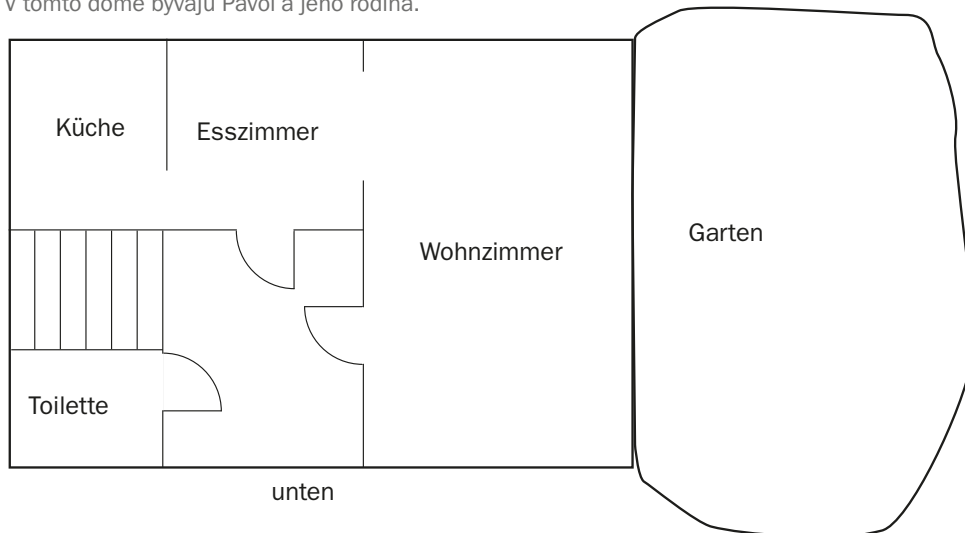 V tomto dome bývajú Pavol a jeho rodina.
Küche
Esszimmer
Wohnzimmer
Garten
Toilette
unten